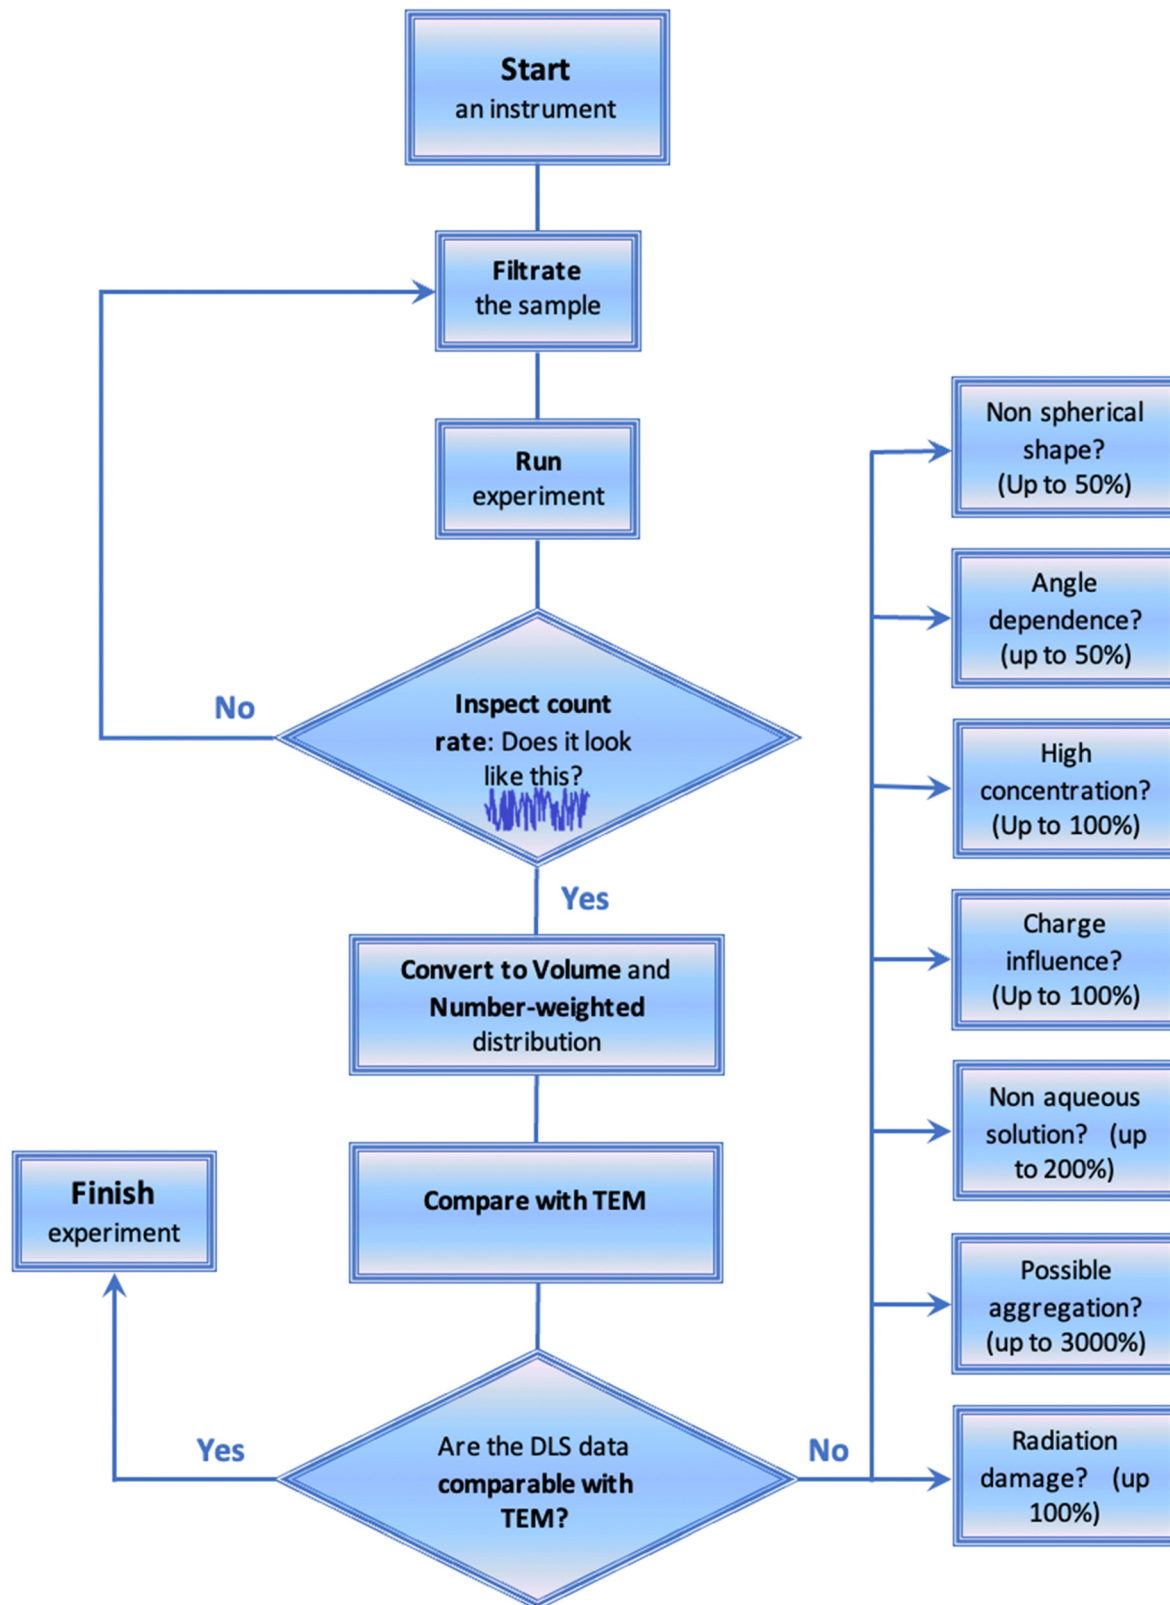 Start
an instrument
Filtrate
the sample
Run
experiment
Inspect count
rate: Does it look
like this?
No
Yes
Convert to Volume and
Number-weighted
distribution
Compare with TEM
Are the DLS data
comparable with
TEM?
Yes
Finish
experiment
No
Non spherical
shape?
(Up to 50%)
Angle
dependence?
(up to 50%)
High
concentration?
(Up to 100%)
Charge
influence?
(Up to 100%)
Non aqueous
solution? (up
to 200%)
Possible
aggregation?
(up to 3000%)
Radiation
damage? (up
100%)